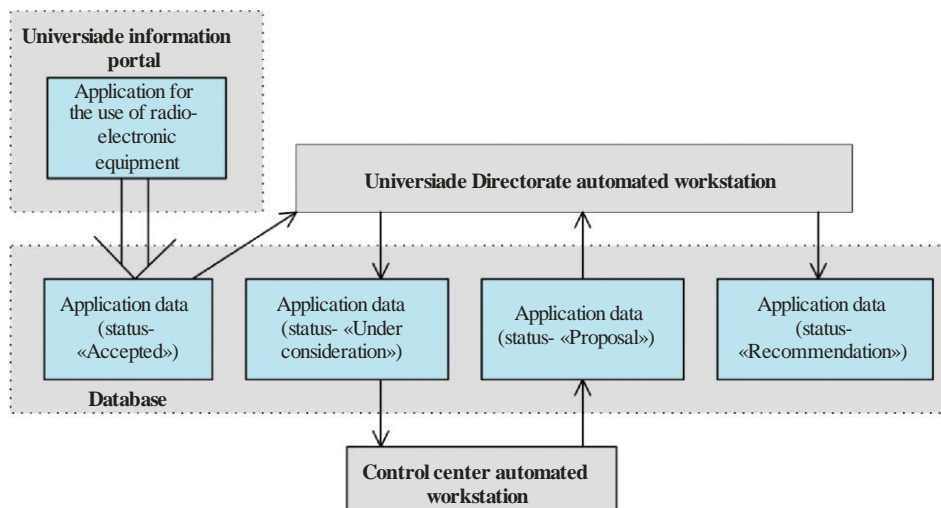 Universiade information
portal
Application for
the use of radio-
electronic
equipment
Universiade Directorate automated workstation
Application data
(status-
«Accepted»)
Application data
(status- «Under
consideration»)
Application data
(status- «Proposal»)
Application data
(status-
«Recommendation»)
Database
Control center automated
workstation